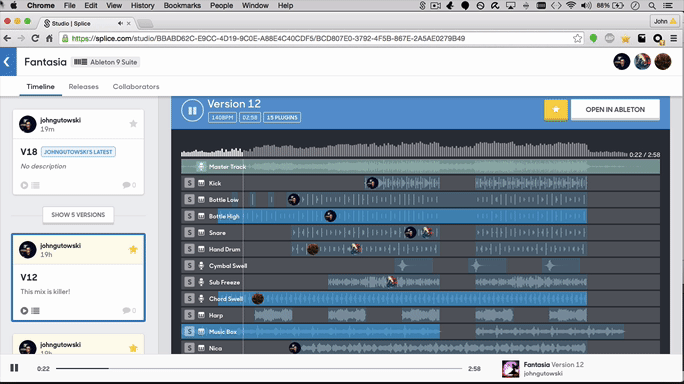 Chrome File Edit View History Bookmarks People Window Help
88%
Studio | Splice
John
https://splice.com/studio/BBABD62C-E9CC-4D19-9C0E-A88E4C40CDF5/BCD807E0-3792-4F5B-867E-2A5AE0279B49
Fantasia
Ableton 9 Suite
Timeline Releases Collaborators
johngutowski
19m
V18 JOHNGUTOWSKI'S LATEST
No description
0
SHOW 5 VERSIONS
johngutowski
19h
V12
This mix is killer!
0
johngutowski
19h
Version 12
140BPM 02:58 15 PLUGINS
OPEN IN ABLETON
0:22 / 2:58
Master Track
S Kick
S Bottle Low
S Bottle High
S Snare
S Hand Drum
S Cymbal Swell
S Sub Freeze
S Chord Swell
S Harp
S Music Box
S Nica
0:22
2:58
Fantasia Version 12
johngutowski